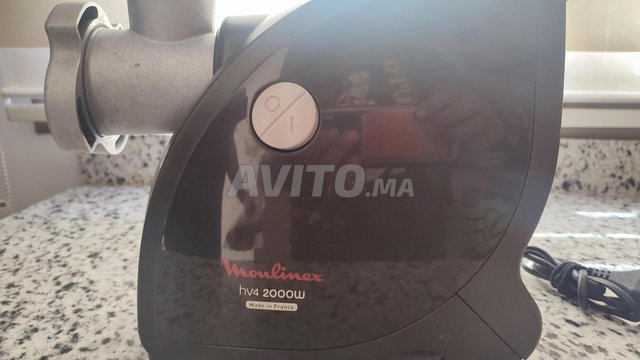 O
I
AVITO.MA
Moulinex
hv4 2000W
Made in France